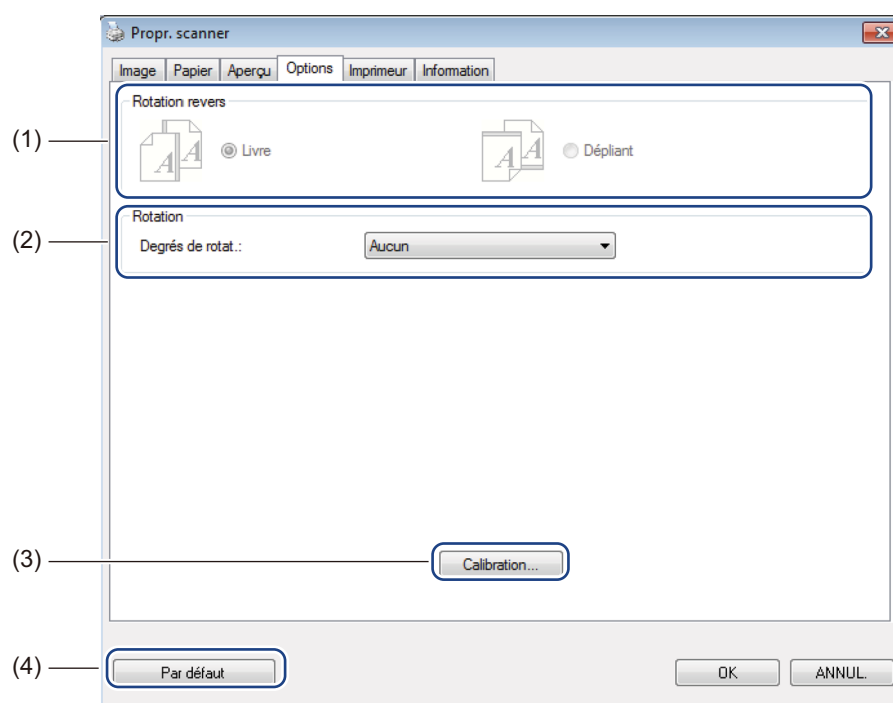 Propr. scanner
Image Papier Aperçu Options Imprimeur Information
Rotation revers
(1)
A A Livre A A Dépliant
Rotation
(2)
Degrés de rotat.: Aucun
(3)
Calibration...
(4)
Par défaut OK ANNUL.